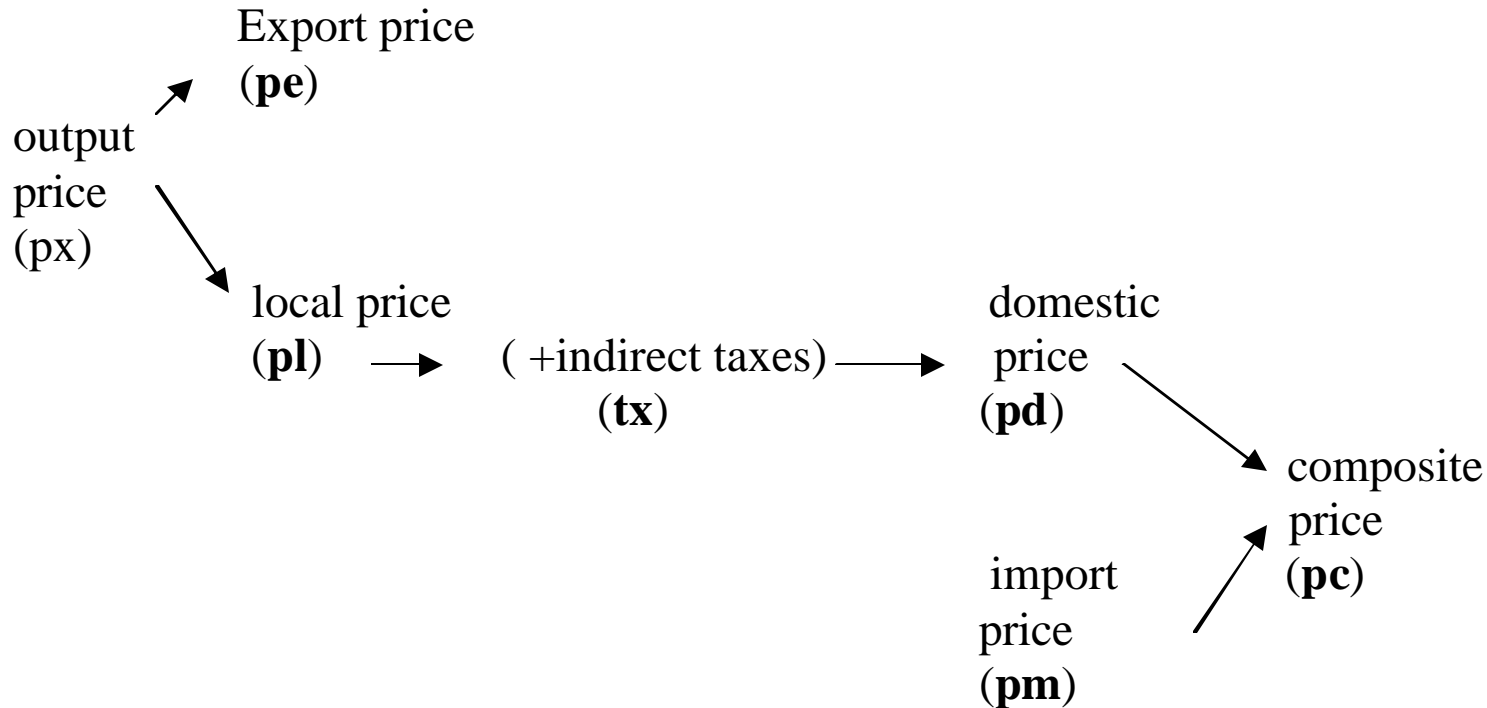 Export price
(pe)
output
price
(px)
local price
(pl)
( +indirect taxes)
(tx)
domestic
price
(pd)
composite
price
(pc)
import
price
(pm)